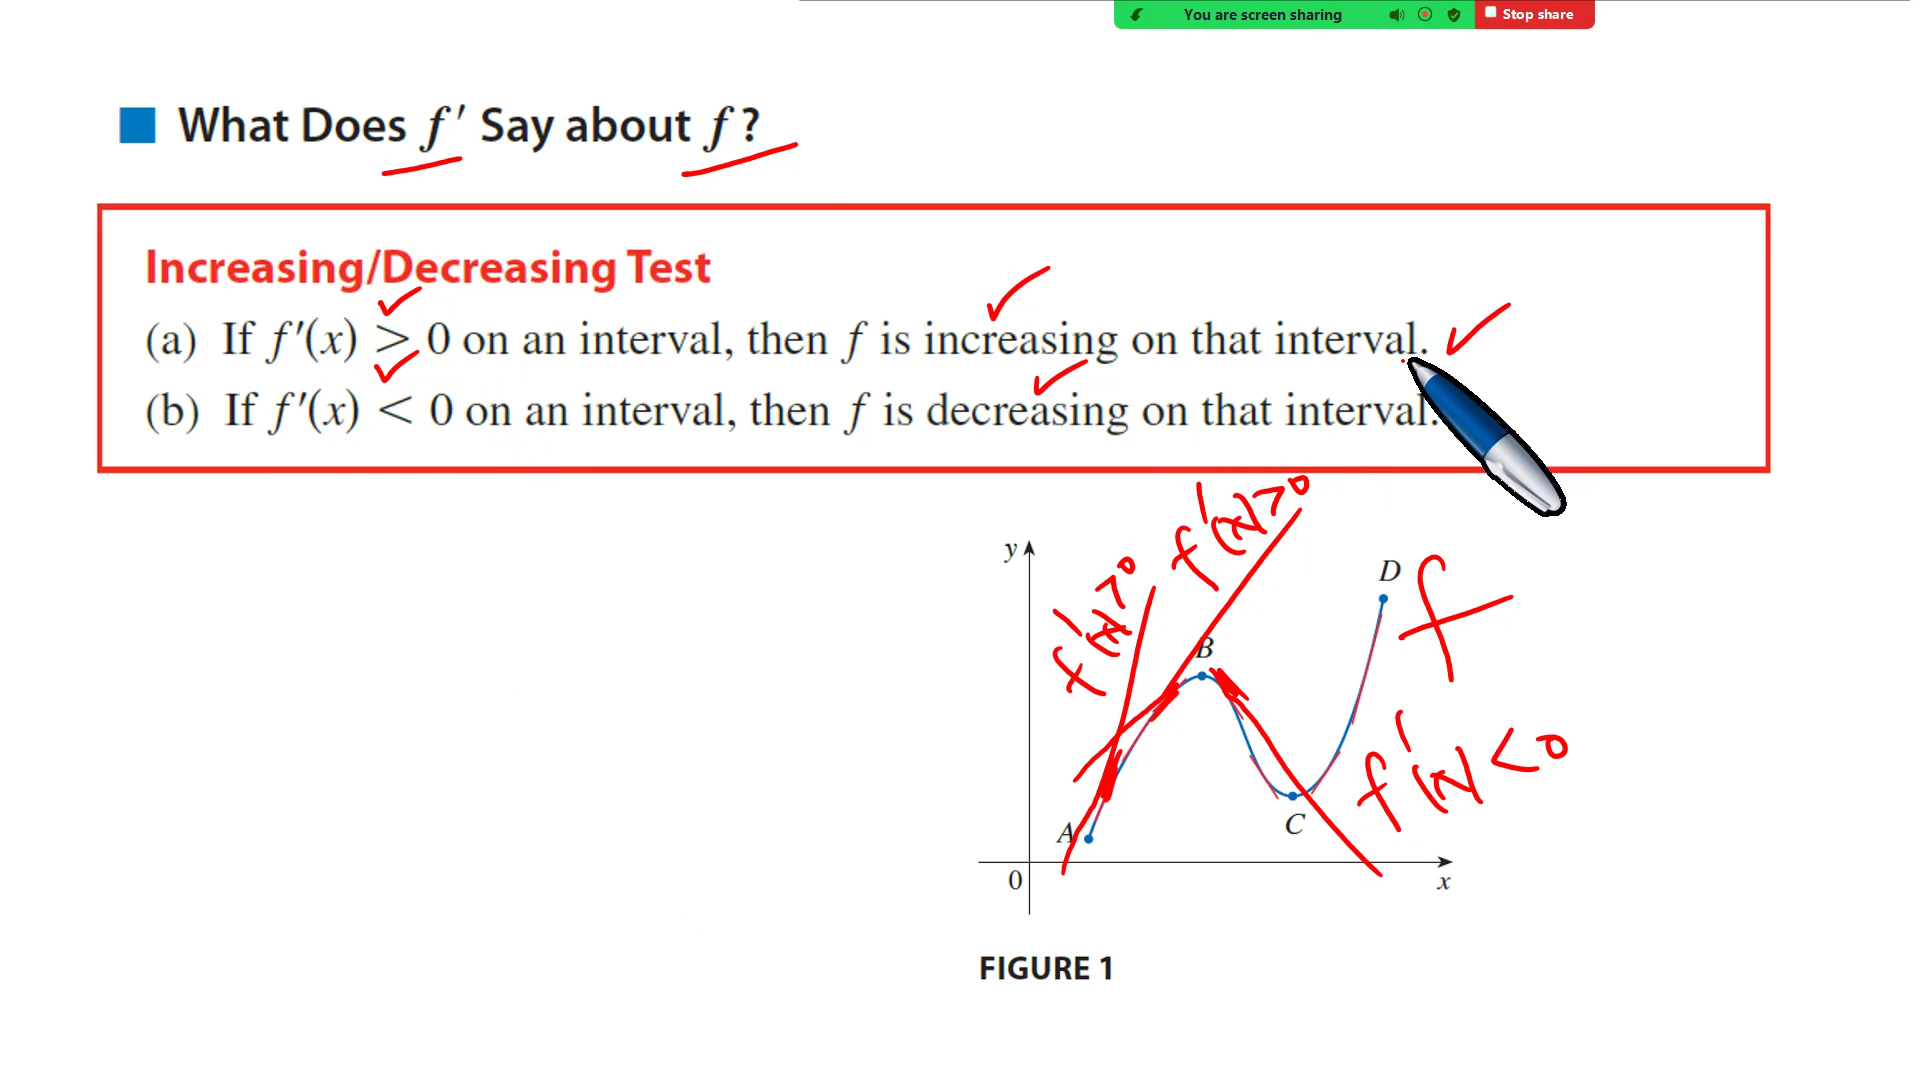 You are screen sharing
Stop share
What Does f′ Say about f ?
Increasing/Decreasing Test
(a) If f′(x) > 0 on an interval, then f is increasing on that interval.
(b) If f′(x) < 0 on an interval, then f is decreasing on that interval.
f'(x)>0
f'(x)>0
y
D
f
B
f'(x)<0
A
C
0
x
FIGURE 1